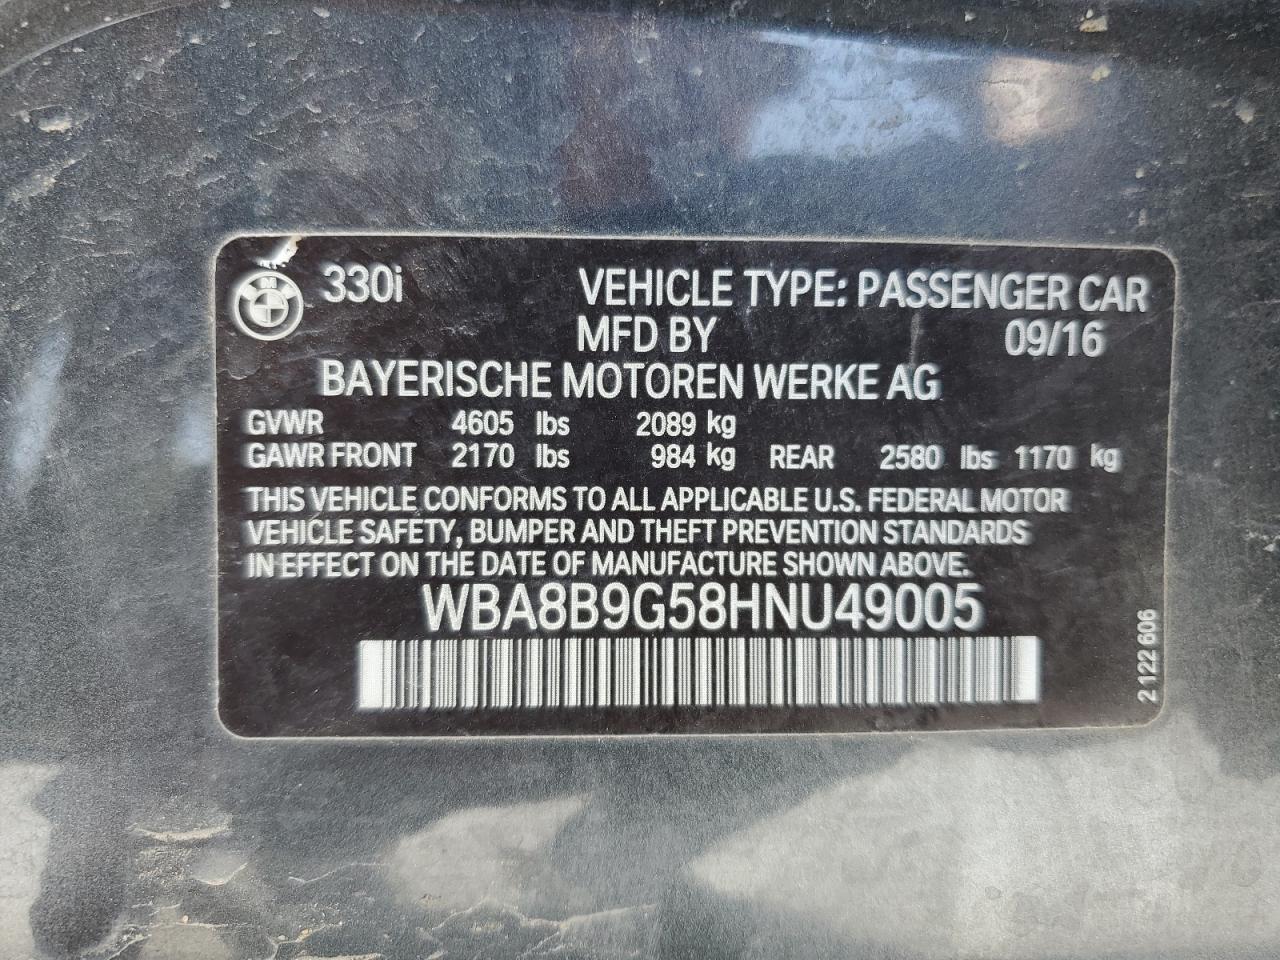 330i VEHICLE TYPE: PASSENGER CAR
MFD BY 09/16
BAYERISCHE MOTOREN WERKE AG
GVWR 4605 lbs 2089 kg
GAWR FRONT 2170 lbs 984 kg REAR 2580 lbs 1170 kg
THIS VEHICLE CONFORMS TO ALL APPLICABLE U.S. FEDERAL MOTOR
VEHICLE SAFETY, BUMPER AND THEFT PREVENTION STANDARDS
IN EFFECT ON THE DATE OF MANUFACTURE SHOWN ABOVE.
WBA8B9G58HNU49005
2 122 606